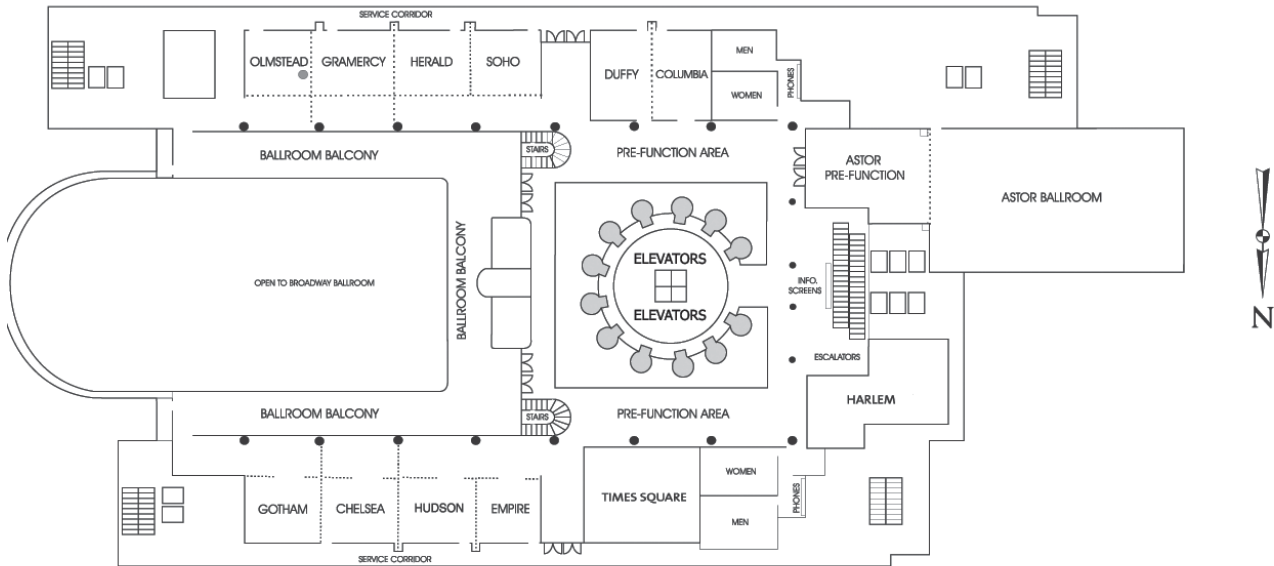 SERVICE CORRIDOR
OLMSTEAD
GRAMERCY
HERALD
SOHO
DUFFY
COLUMBIA
MEN
WOMEN
PHONES
BALLROOM BALCONY
STAIRS
PRE-FUNCTION AREA
ASTOR
PRE-FUNCTION
ASTOR BALLROOM
OPEN TO BROADWAY BALLROOM
BALLROOM BALCONY
ELEVATORS
ELEVATORS
INFO.
SCREENS
N
ESCALATORS
HARLEM
BALLROOM BALCONY
STAIRS
PRE-FUNCTION AREA
GOTHAM
CHELSEA
HUDSON
EMPIRE
TIMES SQUARE
WOMEN
MEN
PHONES
SERVICE CORRIDOR